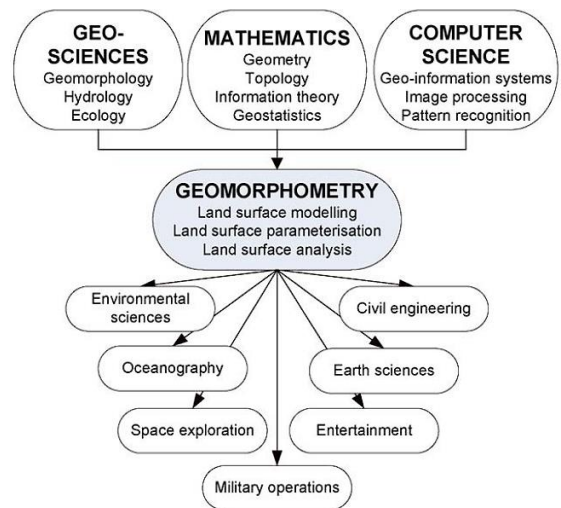 GEO-
SCIENCES
Geomorphology
Hydrology
Ecology
MATHEMATICS
Geometry
Topology
Information theory
Geostatistics
COMPUTER
SCIENCE
Geo-information systems
Image processing
Pattern recognition
GEOMORPHOMETRY
Land surface modelling
Land surface parameterisation
Land surface analysis
Environmental
sciences
Civil engineering
Oceanography
Earth sciences
Space exploration
Entertainment
Military operations